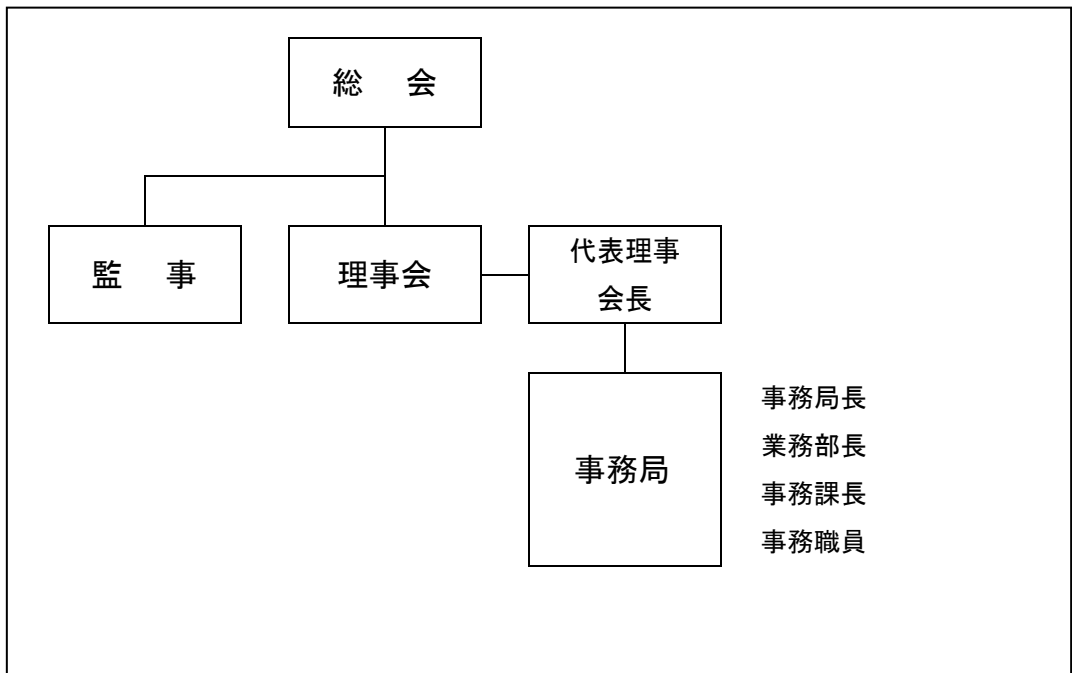 総　会
監　事
理事会
代表理事
会長
事務局
事務局長
業務部長
事務課長
事務職員